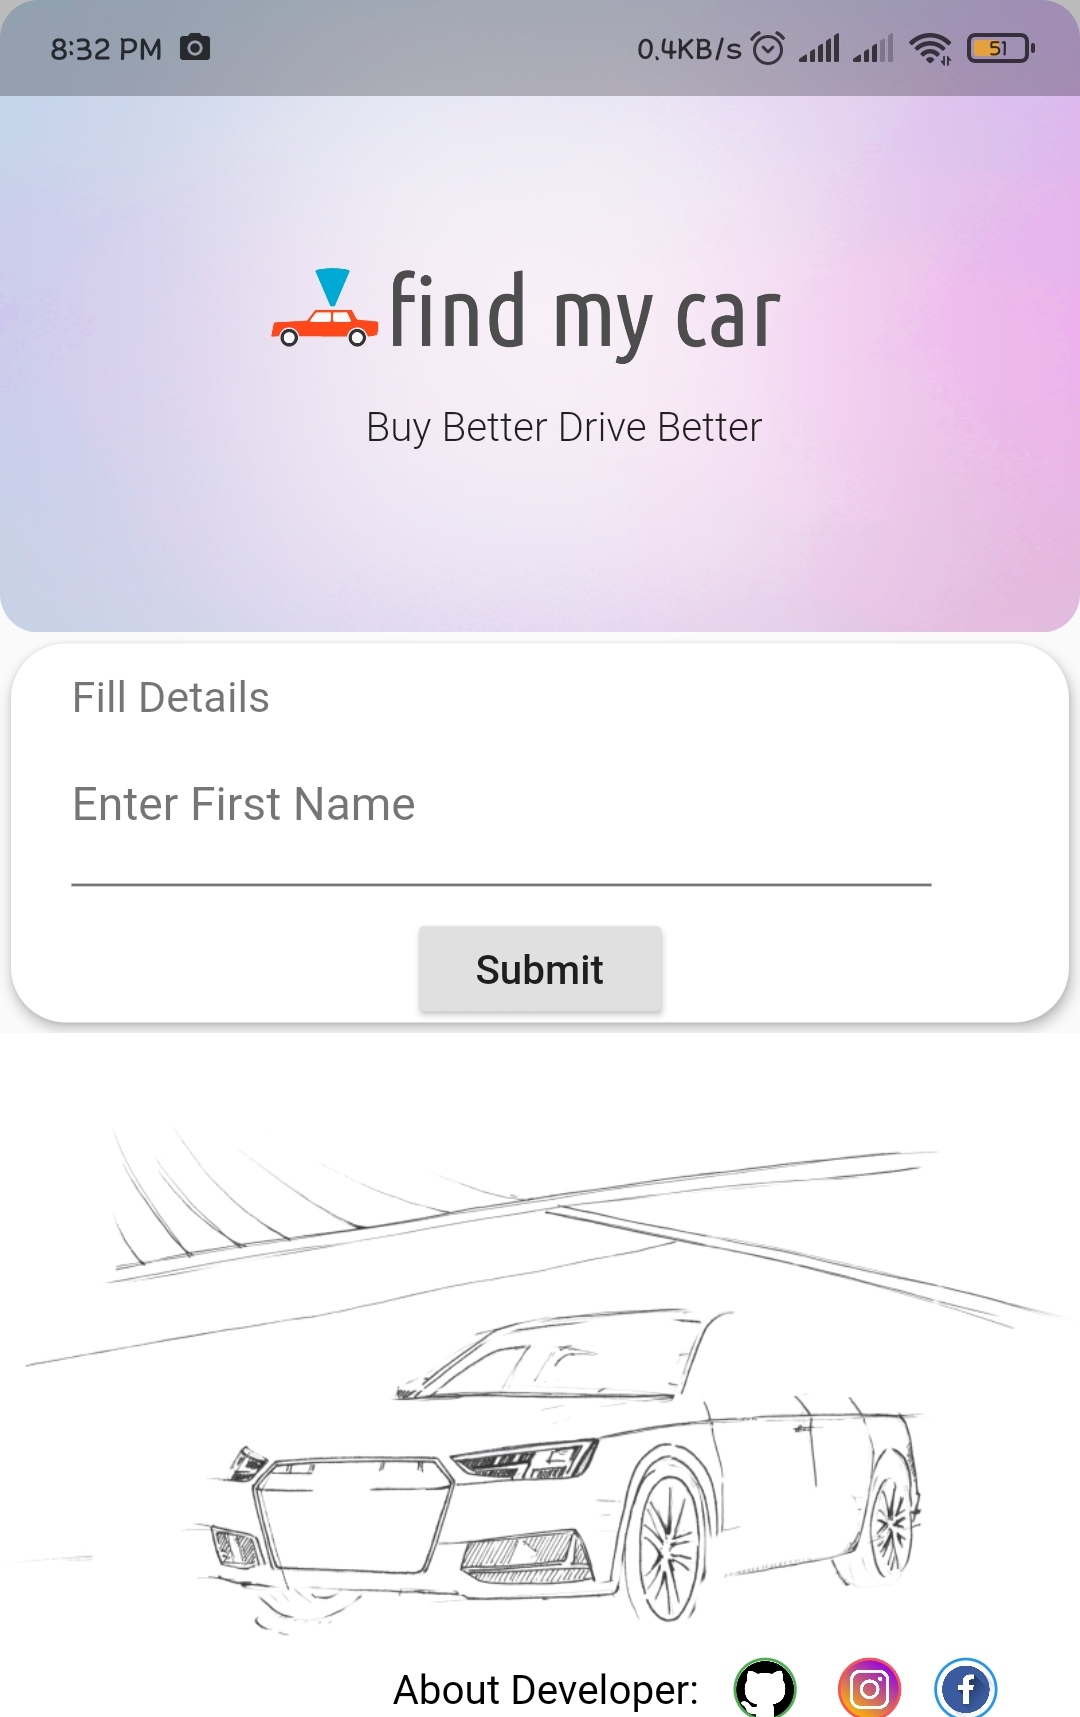 8:32 PM 0.4KB/s 51
find my car
Buy Better Drive Better
Fill Details
Enter First Name
Submit
About Developer: